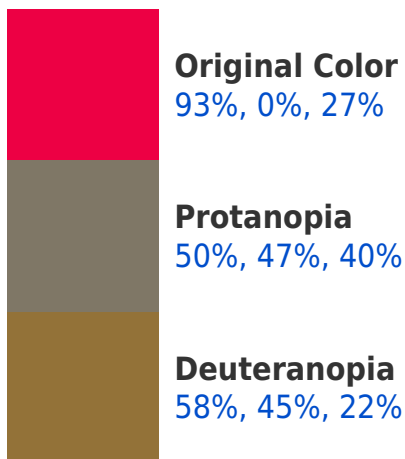 Original Color
93%, 0%, 27%
Protanopia
50%, 47%, 40%
Deuteranopia
58%, 45%, 22%